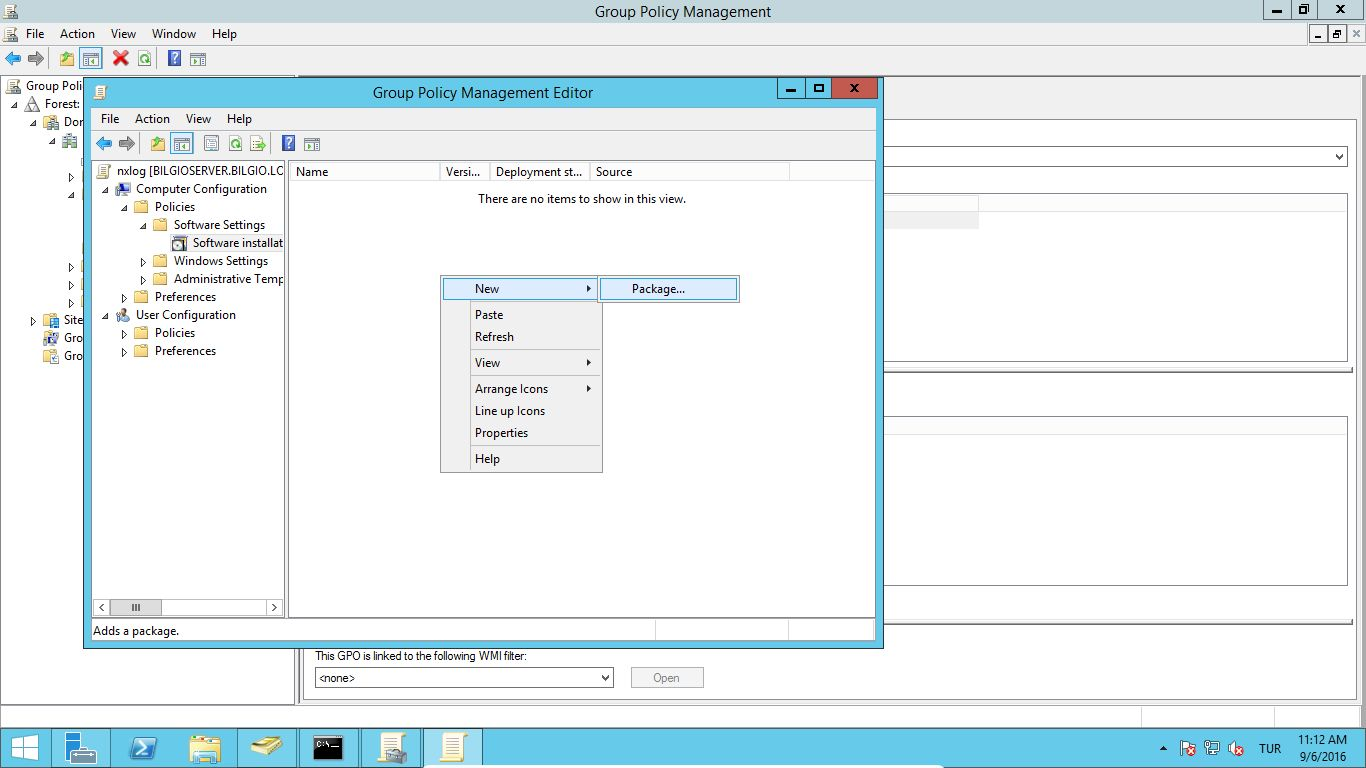 Group Policy Management
File Action View Window Help
Group Poli
Forest:
Dor
Site
Gro
Gro
Group Policy Management Editor
File Action View Help
nxlog [BILGIOSERVER.BILGIO.LC
Computer Configuration
Policies
Software Settings
Software installat
Windows Settings
Administrative Temp
Preferences
User Configuration
Policies
Preferences
Name Versi... Deployment st... Source
There are no items to show in this view.
New
Package...
Paste
Refresh
View
Arrange Icons
Line up Icons
Properties
Help
Adds a package.
This GPO is linked to the following WMI filter:
<none> Open
C:\
TUR
11:12 AM
9/6/2016